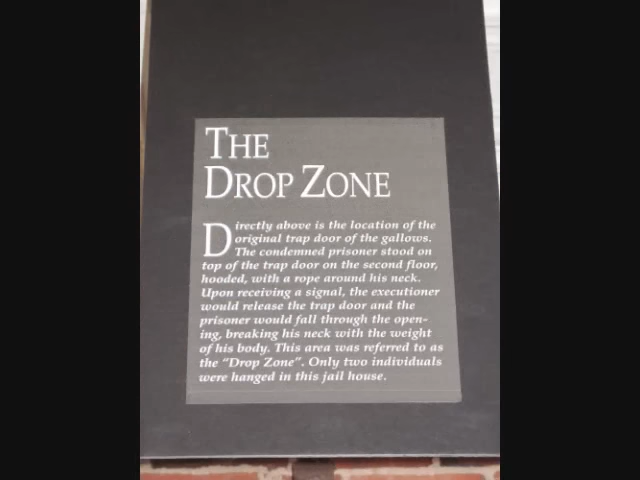 THE
DROP ZONE
Directly above is the location of the
original trap door of the gallows.
The condemned prisoner stood on
top of the trap door on the second floor,
hooded, with a rope around his neck.
Upon receiving a signal, the executioner
would release the trap door and the
prisoner would fall through the open-
ing, breaking his neck with the weight
of his body. This area was referred to as
the "Drop Zone". Only two individuals
were hanged in this jail house.